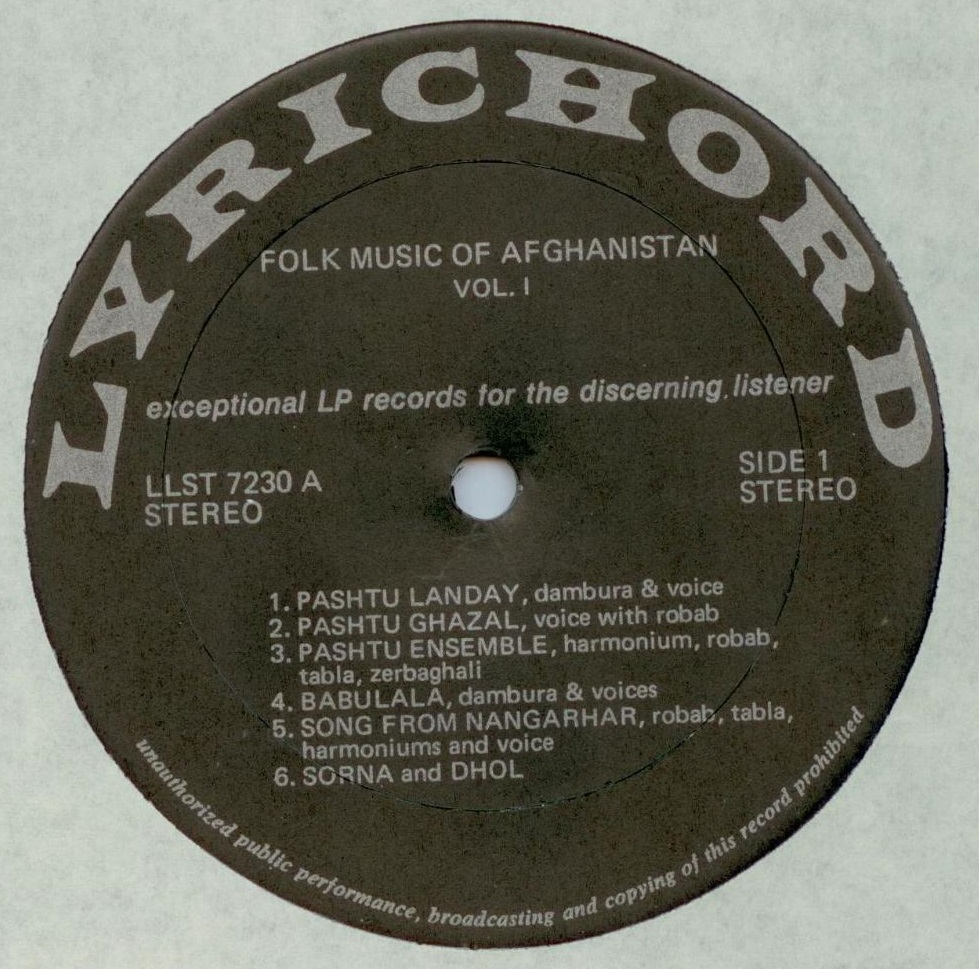 LYRICHORD
FOLK MUSIC OF AFGHANISTAN
VOL. I
exceptional LP records for the discerning listener
LLST 7230 A
STEREO
SIDE 1
STEREO
1. PASHTU LANDAY, dambura & voice
2. PASHTU GHAZAL, voice with robab
3. PASHTU ENSEMBLE, harmonium, robab,
tabla, zerbaghali
4. BABULALA, dambura & voices
5. SONG FROM NANGARHAR, robab, tabla,
harmoniums and voice
6. SORNA and DHOL
unauthorized public performance, broadcasting and copying of this record prohibited